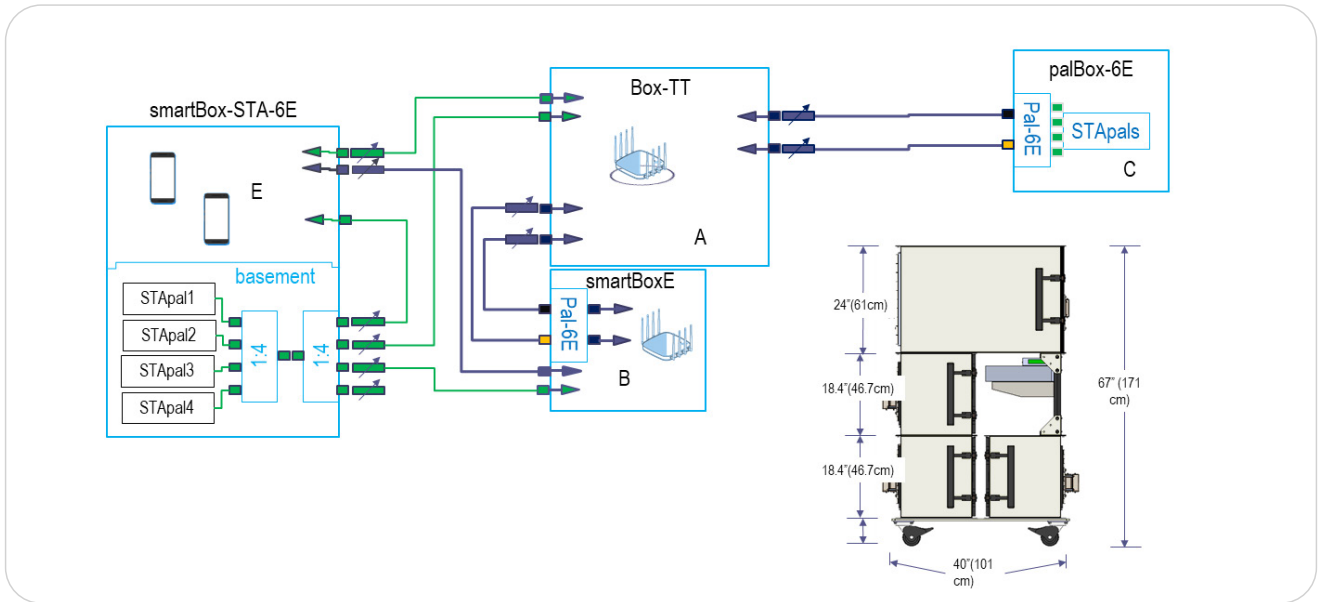 smartBox-STA-6E
E
basement
STApal1
STApal2
STApal3
STApal4
1:4
1:4
Box-TT
A
smartBoxE
Pal-6E
B
palBox-6E
Pal-6E
STApals
C
24”(61cm)
18.4”(46.7cm)
18.4”(46.7cm)
67” (171
cm)
40”(101
cm)